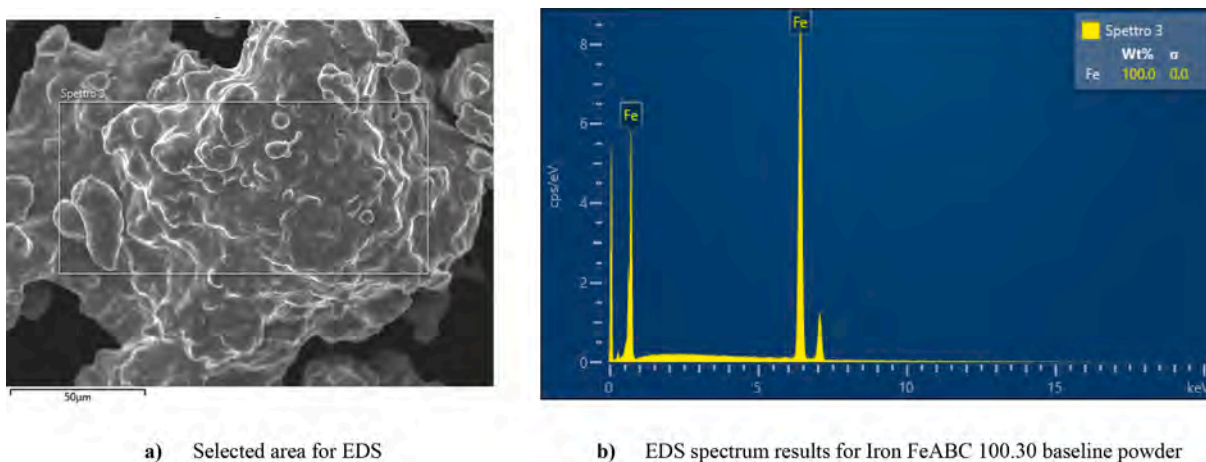 Spettro 3
50µm
Fe
Fe
Spettro 3
Wt% σ
Fe 100.0 0.0
8
6
4
2
0
cps/eV
0 5 10 15 keV
a) Selected area for EDS
b) EDS spectrum results for Iron FeABC 100.30 baseline powder